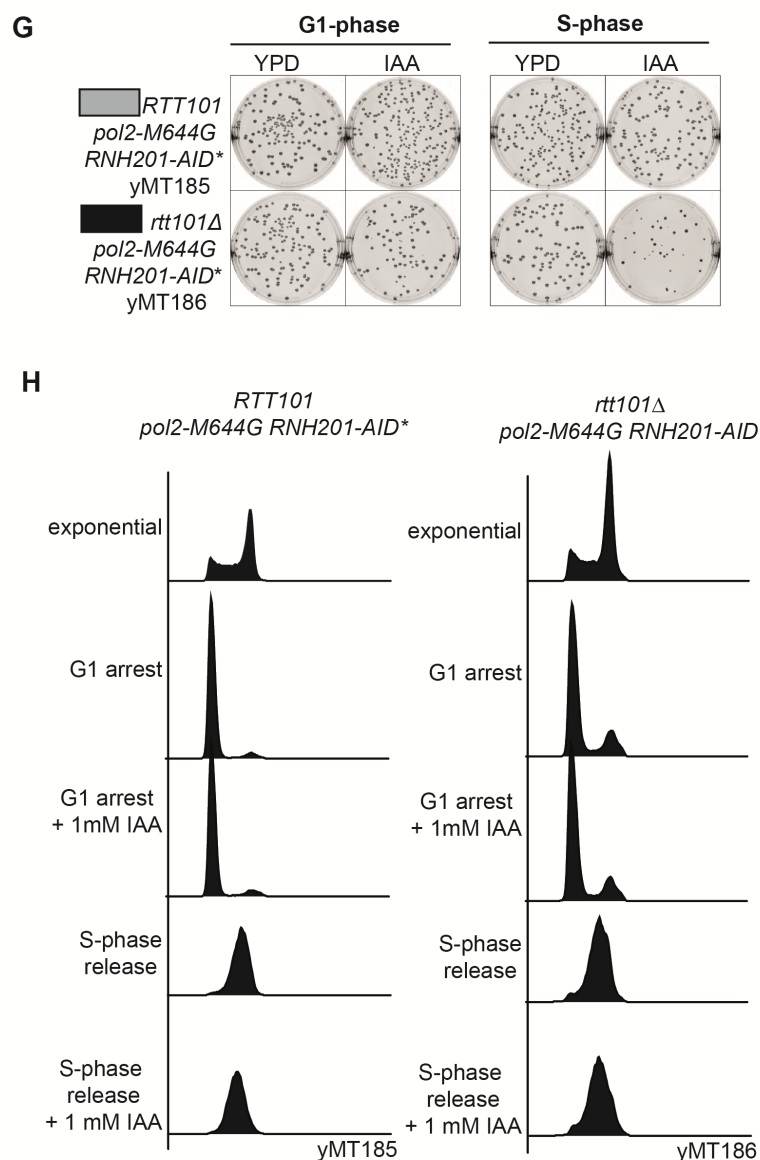 G
G1-phase
S-phase
YPD
IAA
YPD
IAA
RTT101
pol2-M644G
RNH201-AID*
yMT185
rtt101Δ
pol2-M644G
RNH201-AID*
yMT186
H
RTT101
pol2-M644G RNH201-AID*
rtt101Δ
pol2-M644G RNH201-AID
exponential
G1 arrest
G1 arrest
+ 1mM IAA
S-phase
release
S-phase
release
+ 1 mM IAA
yMT185
exponential
G1 arrest
G1 arrest
+ 1mM IAA
S-phase
release
S-phase
release
+ 1 mM IAA
yMT186